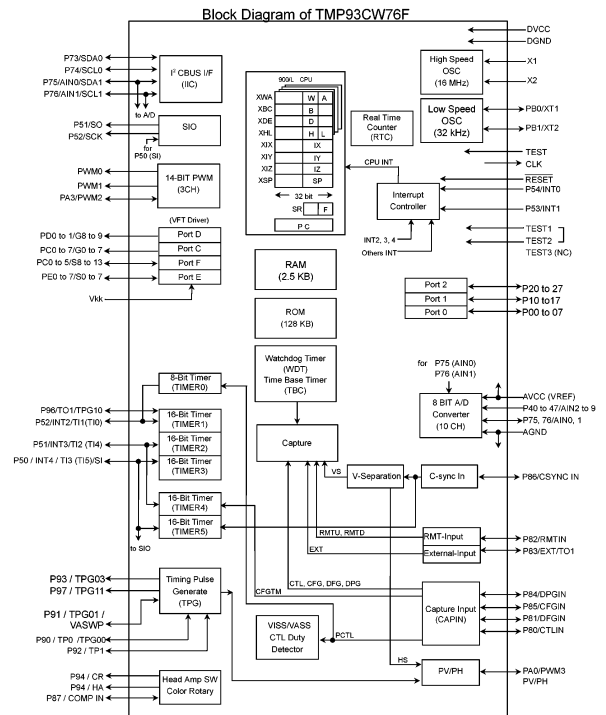 Block Diagram of TMP93CW76F
P73/SDA0
P74/SCL0
P75/AIN0/SDA1
P76/AIN1/SCL1
I² CBUS I/F
(IIC)
to A/D
P51/SO
P52/SCK
SIO
for
P50 (SI)
PWM0
PWM1
PA3/PWM2
14-BIT PWM
(3CH)
(VFT Driver)
PD0 to 1/G8 to 9
PC0 to 7/G0 to 7
PC0 to 5/S8 to 13
PE0 to 7/S0 to 7
Vkk
Port D
Port C
Port F
Port E
900/L CPU
XWA
XBC
XDE
XHL
XIX
XIY
XIZ
XSP
W A
B
D
H L
IX
IY
IZ
SP
32 bit
SR
F
P C
Real Time
Counter
(RTC)
DVCC
DGND
High Speed
OSC
(16 MHz)
X1
X2
Low Speed
OSC
(32 kHz)
PB0/XT1
PB1/XT2
TEST
CLK
RESET
P54/INT0
P53/INT1
CPU INT
Interrupt
Controller
INT2, 3, 4
Others INT
TEST1
TEST2
TEST3 (NC)
RAM
(2.5 KB)
ROM
(128 KB)
Port 2
Port 1
Port 0
P20 to 27
P10 to17
P00 to 07
Watchdog Timer
(WDT)
Time Base Timer
(TBC)
for P75 (AIN0)
P76 (AIN1)
8 BIT A/D
Converter
(10 CH)
AVCC (VREF)
P40 to 47/AIN2 to 9
P75, 76/AIN0, 1
AGND
8-Bit Timer
(TIMER0)
P96/TO1/TPG10
P52/INT2/TI1(TI0)
P51/INT3/TI2 (TI4)
P50 / INT4 / TI3 (TI5)/SI
16-Bit Timer
(TIMER1)
16-Bit Timer
(TIMER2)
16-Bit Timer
(TIMER3)
16-Bit Timer
(TIMER4)
16-Bit Timer
(TIMER5)
to SIO
Capture
VS
V-Separation
C-sync In
P86/CSYNC IN
RMTU, RMTD
EXT
RMT-Input
External-Input
P82/RMTIN
P83/EXT/TO1
CTL, CFG, DFG, DPG
CFGTM
P93 / TPG03
P97 / TPG11
P91 / TPG01 /
VASWP
P90 / TP0 /TPG00
P92 / TP1
Timing Pulse
Generate
(TPG)
VISS/VASS
CTL Duty
Detector
PCTL
Capture Input
(CAPIN)
P84/DPGIN
P85/CFGIN
P81/DFGIN
P80/CTLIN
HS
P94 / CR
P94 / HA
P87 / COMP IN
Head Amp SW
Color Rotary
PV/PH
PA0/PWM3
PV/PH